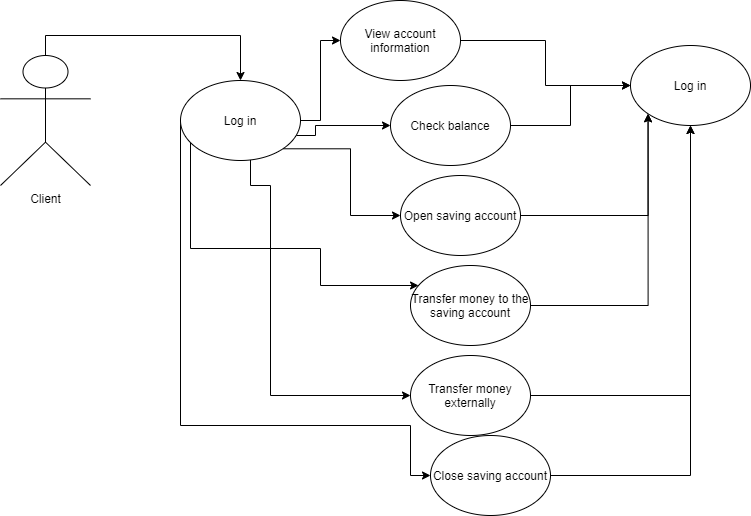 View account
information
Log in
Log in
Check balance
Client
Open saving account
Transfer money to the
saving account
Transfer money
externally
Close saving account